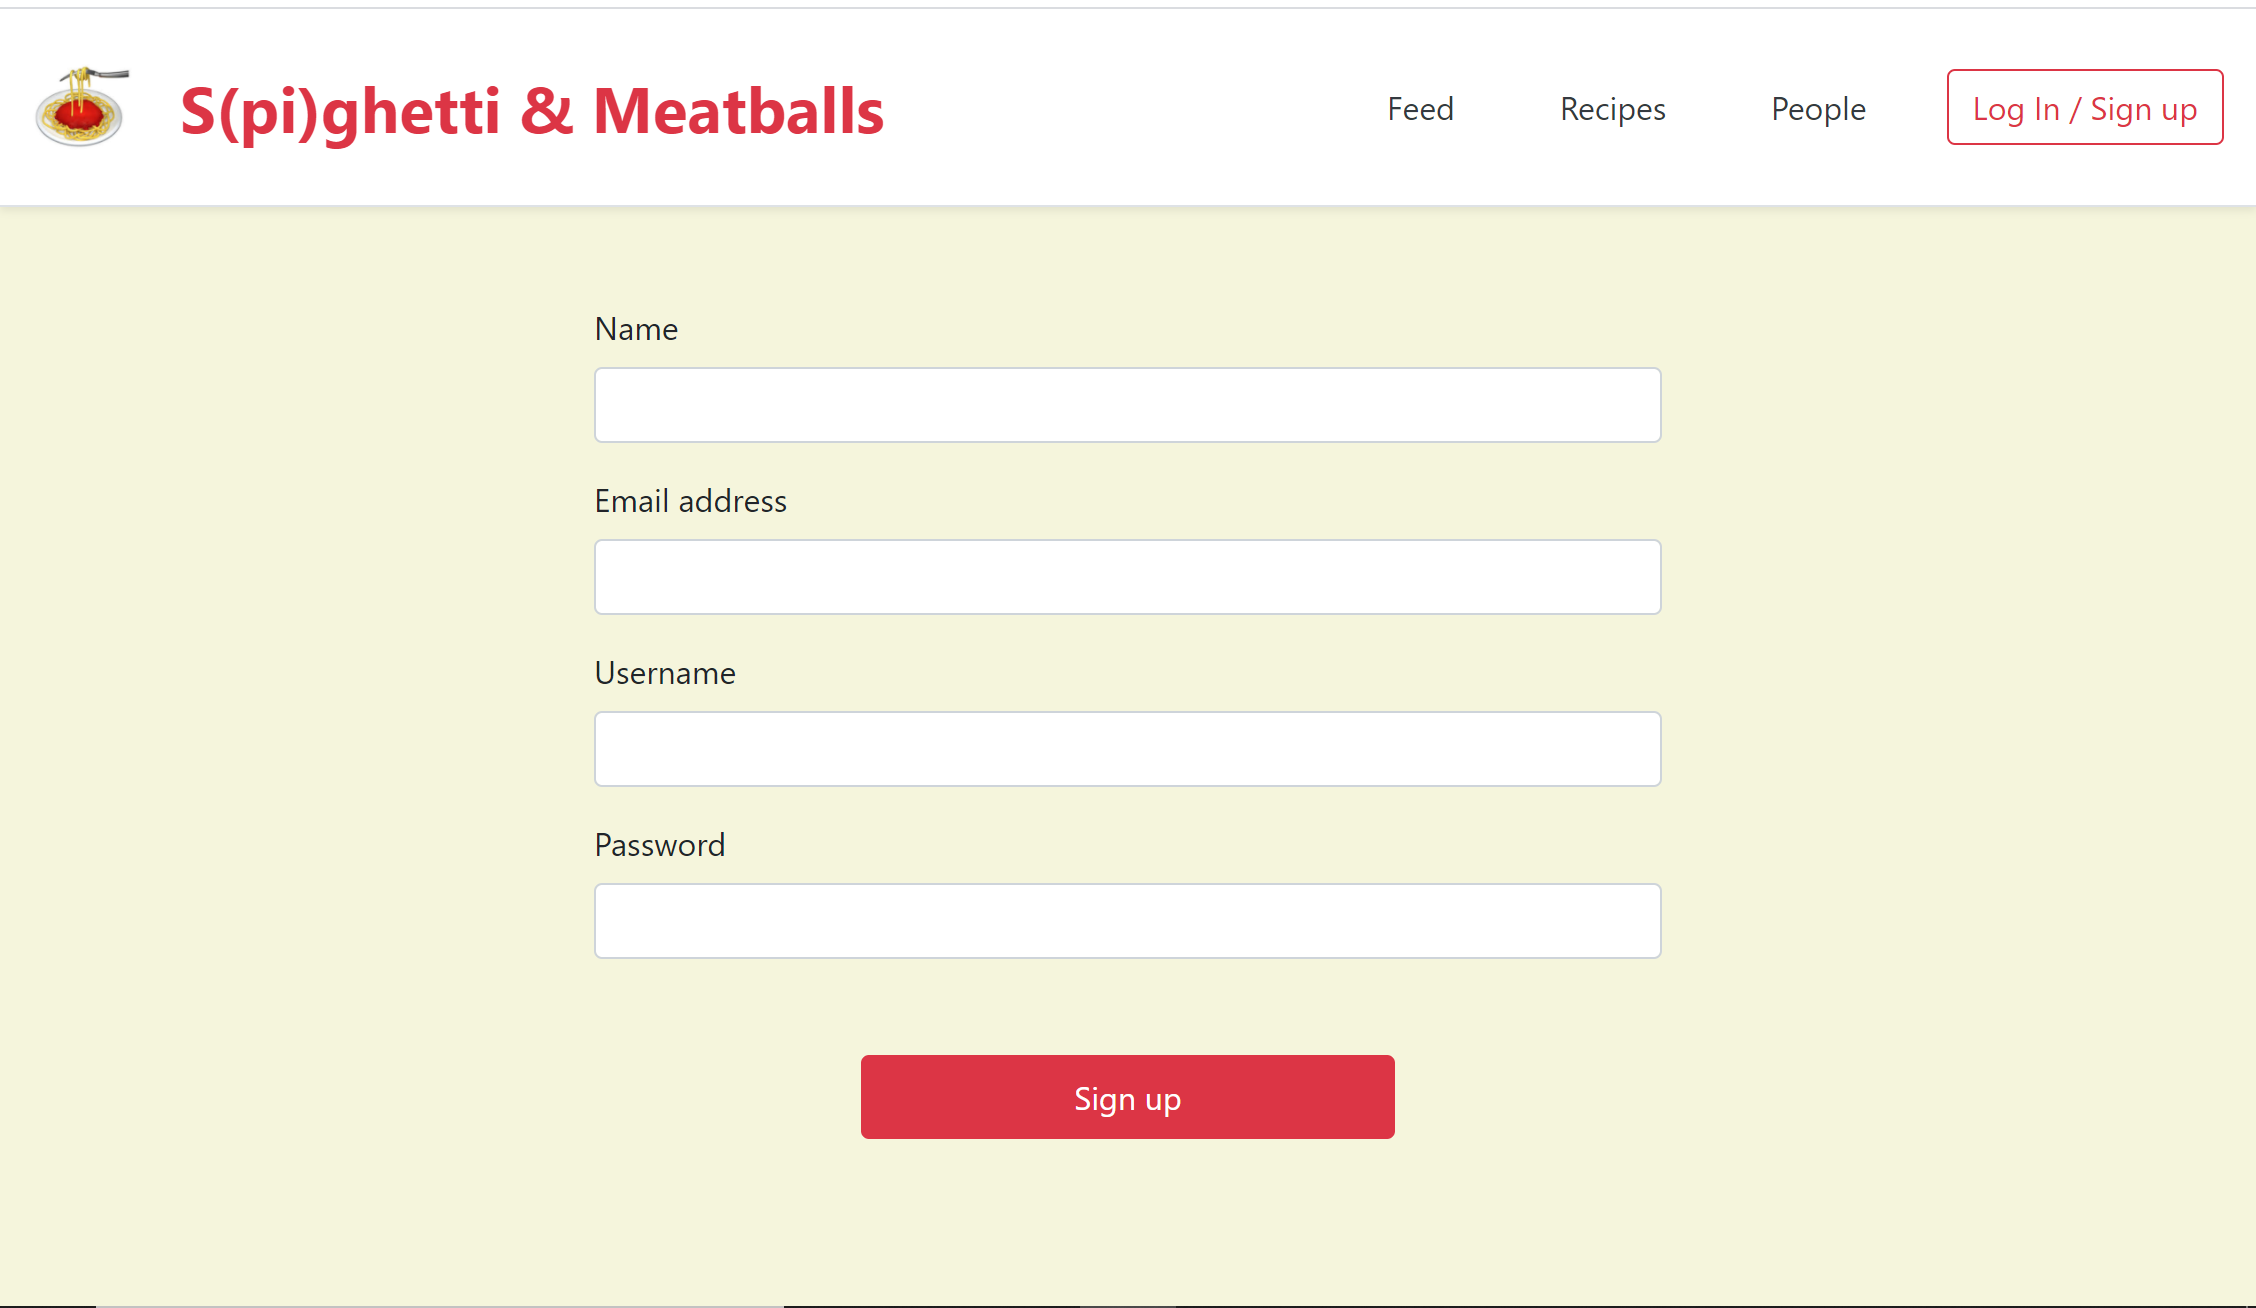 S(pi)ghetti & Meatballs
Feed
Recipes
People
Log In / Sign up
Name
Email address
Username
Password
Sign up